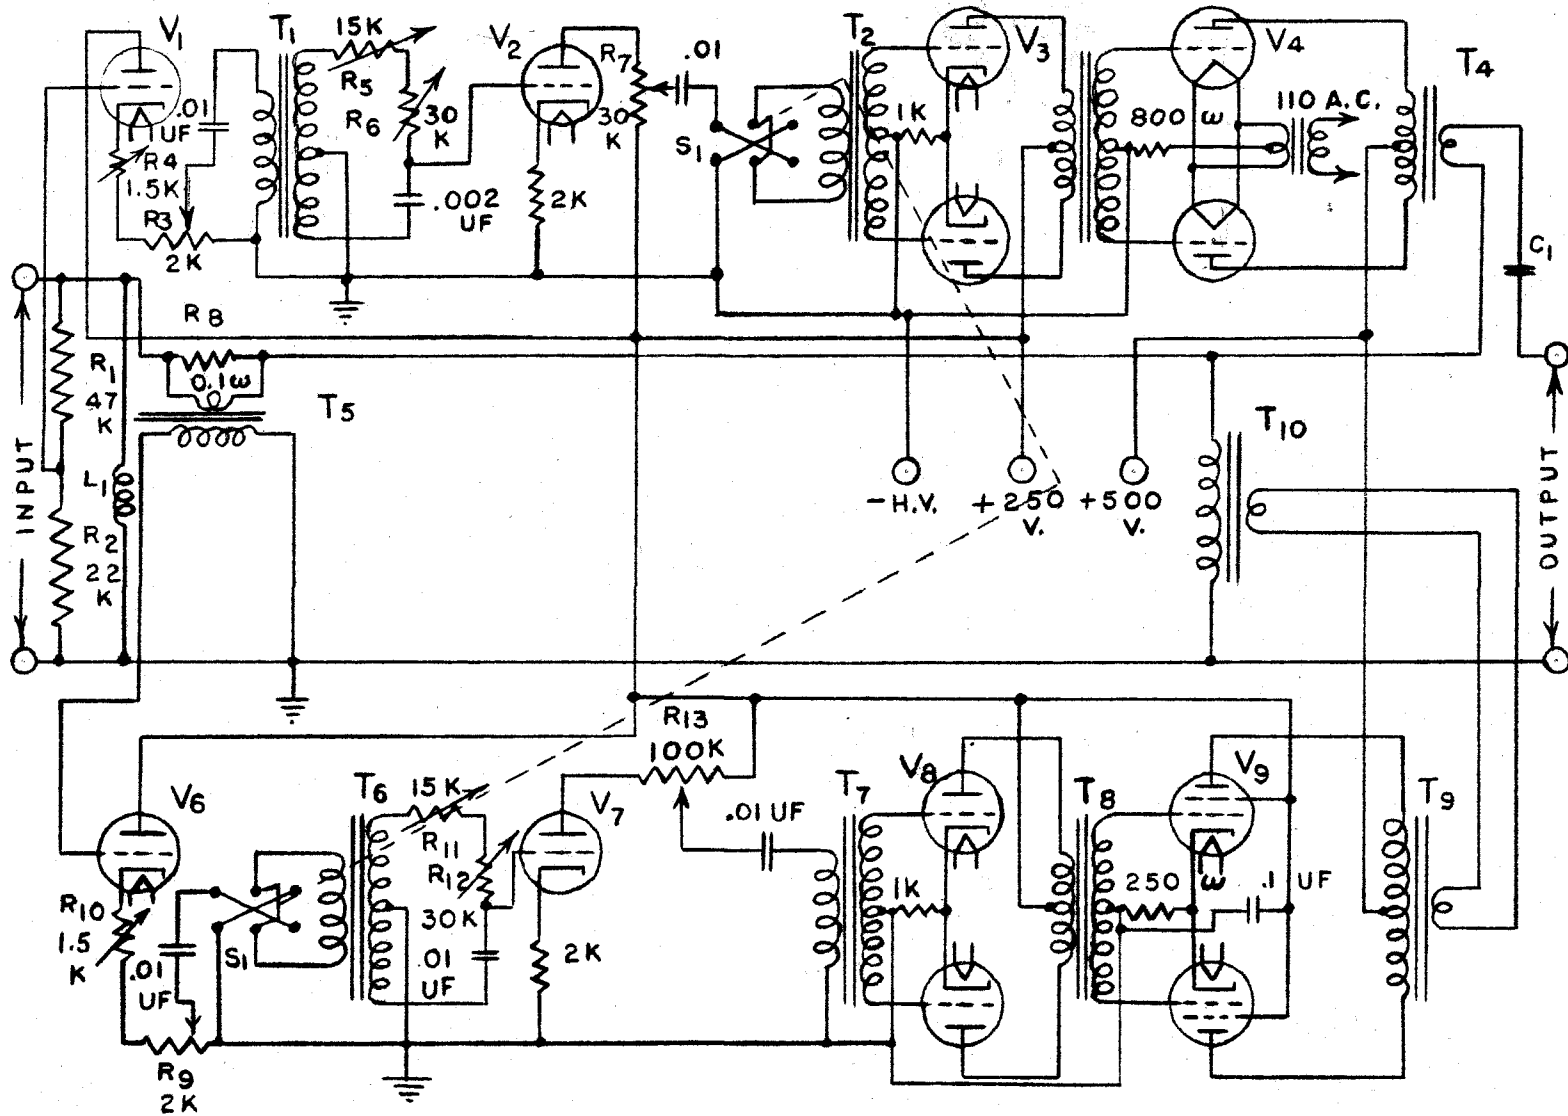 V1
T1
15K
R5
R6
30
K
V2
R7
30
K
.01
T2
V3
V4
T4
.01
UF
R4
1.5K
R3
2K
.002
UF
2K
S1
1K
800 ω
110 A.C.
C1
R8
0.1ω
T5
R1
47
K
L1
R2
22
K
INPUT
-H.V.
+250
V.
+500
V.
T10
OUTPUT
V6
R10
1.5
K
.01
UF
S1
R9
2K
T6
15K
R11
R12
30K
.01
UF
V7
2K
R13
100K
.01 UF
T7
V8
1K
T8
V9
250 ω
.1 UF
T9